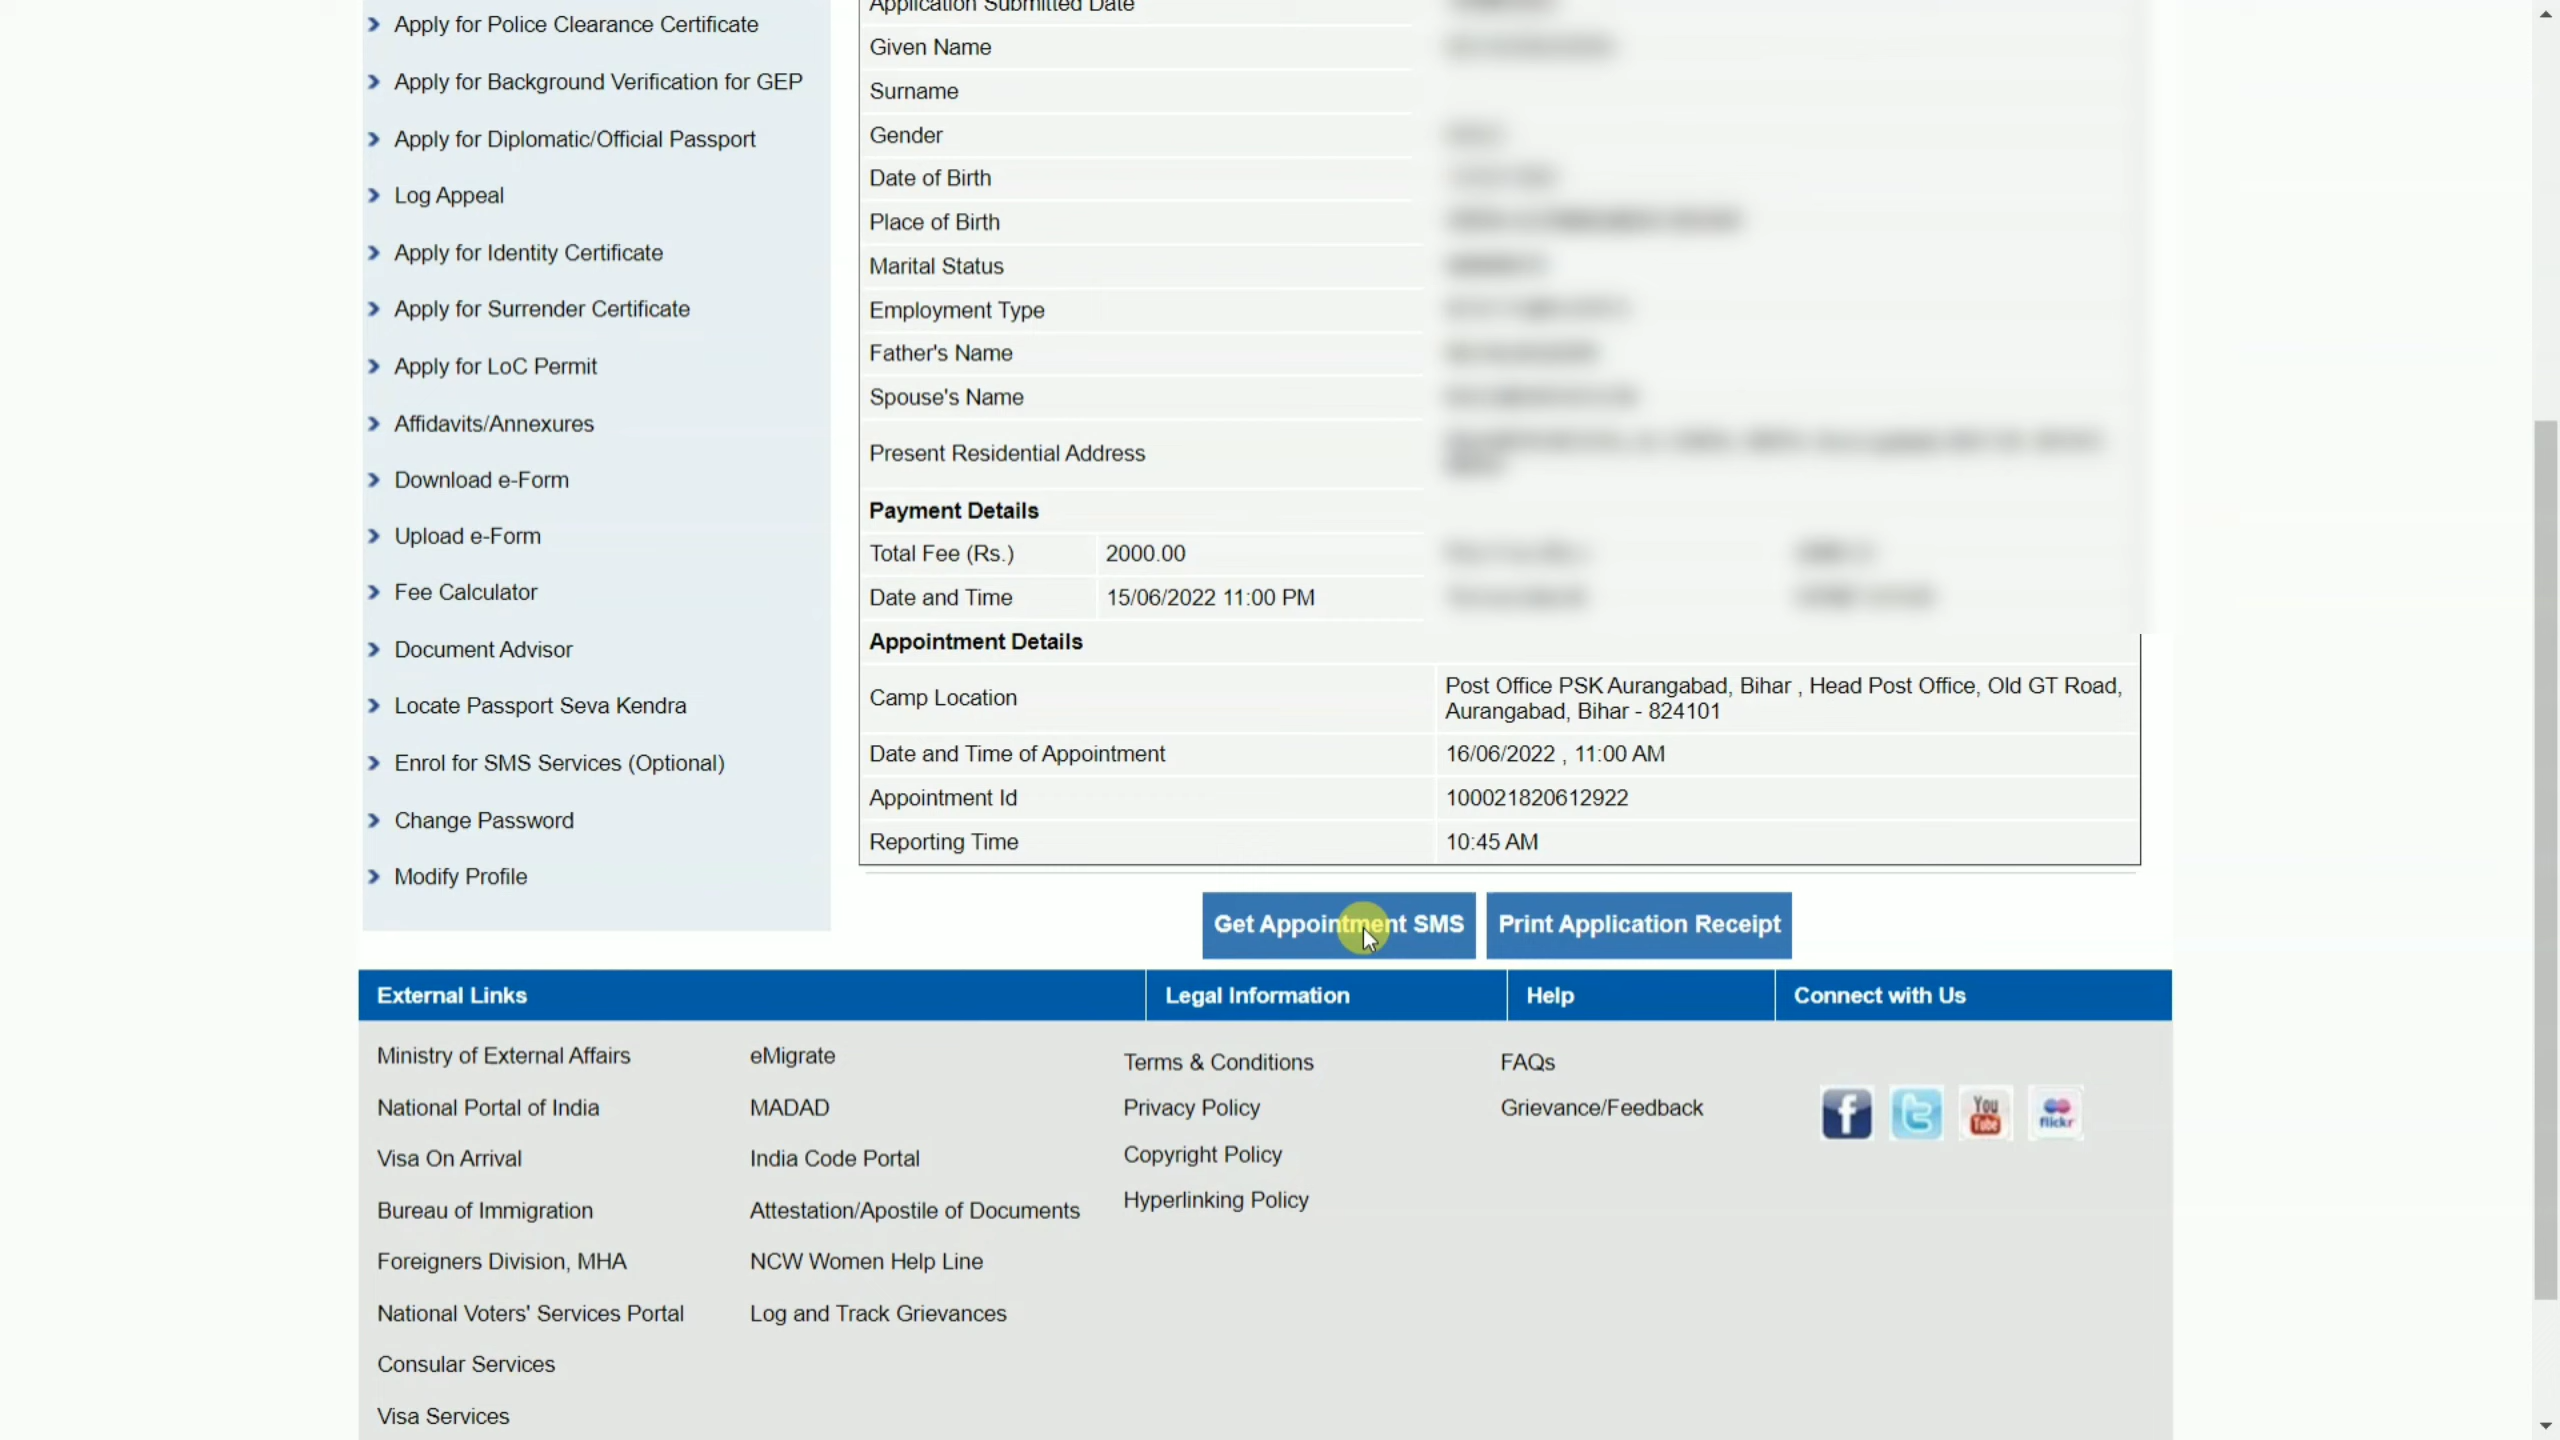 Apply for Police Clearance Certificate
Apply for Background Verification for GEP
Apply for Diplomatic/Official Passport
Log Appeal
Apply for Identity Certificate
Apply for Surrender Certificate
Apply for LoC Permit
Affidavits/Annexures
Download e-Form
Upload e-Form
Fee Calculator
Document Advisor
Locate Passport Seva Kendra
Enrol for SMS Services (Optional)
Change Password
Modify Profile
Application Submitted Date
Given Name
Surname
Gender
Date of Birth
Place of Birth
Marital Status
Employment Type
Father's Name
Spouse's Name
Present Residential Address
Payment Details
Total Fee (Rs.) 2000.00
Date and Time 15/06/2022 11:00 PM
Appointment Details
Camp Location Post Office PSK Aurangabad, Bihar , Head Post Office, Old GT Road,
Aurangabad, Bihar - 824101
Date and Time of Appointment 16/06/2022 , 11:00 AM
Appointment Id 100021820612922
Reporting Time 10:45 AM
Get Appointment SMS Print Application Receipt
External Links
Ministry of External Affairs
National Portal of India
Visa On Arrival
Bureau of Immigration
Foreigners Division, MHA
National Voters' Services Portal
Consular Services
Visa Services
eMigrate
MADAD
India Code Portal
Attestation/Apostile of Documents
NCW Women Help Line
Log and Track Grievances
Legal Information
Terms & Conditions
Privacy Policy
Copyright Policy
Hyperlinking Policy
Help
FAQs
Grievance/Feedback
Connect with Us
You
Tube
flickr